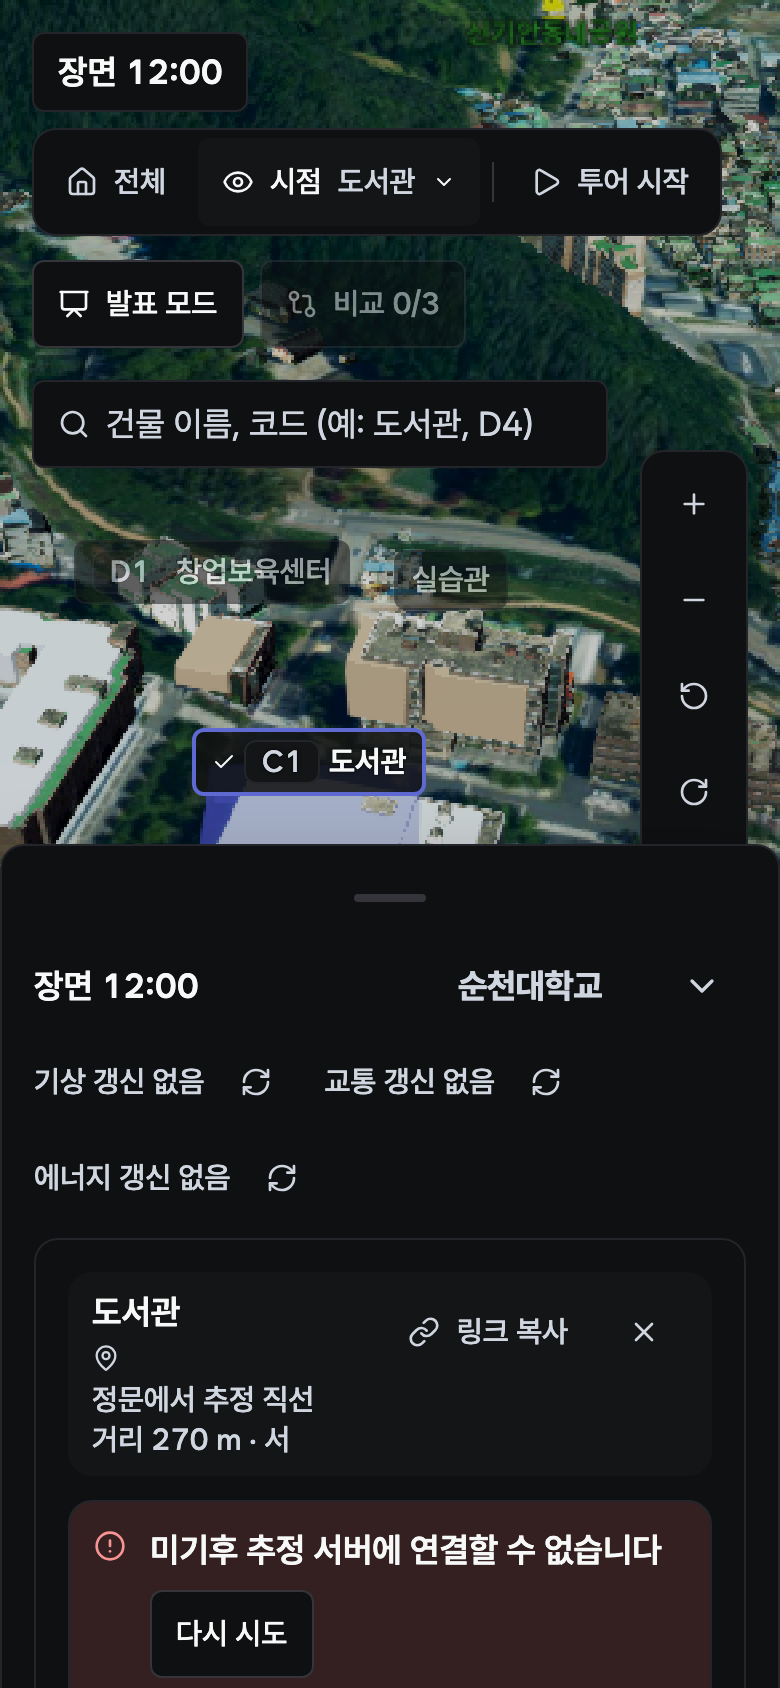 장면 12:00
전체
시점 도서관
투어 시작
발표 모드
비교 0/3
건물 이름, 코드 (예: 도서관, D4)
D1 창업보육센터
실습관
C1 도서관
장면 12:00
순천대학교
기상 갱신 없음
교통 갱신 없음
에너지 갱신 없음
도서관
링크 복사
정문에서 추정 직선
거리 270 m · 서
미기후 추정 서버에 연결할 수 없습니다
다시 시도